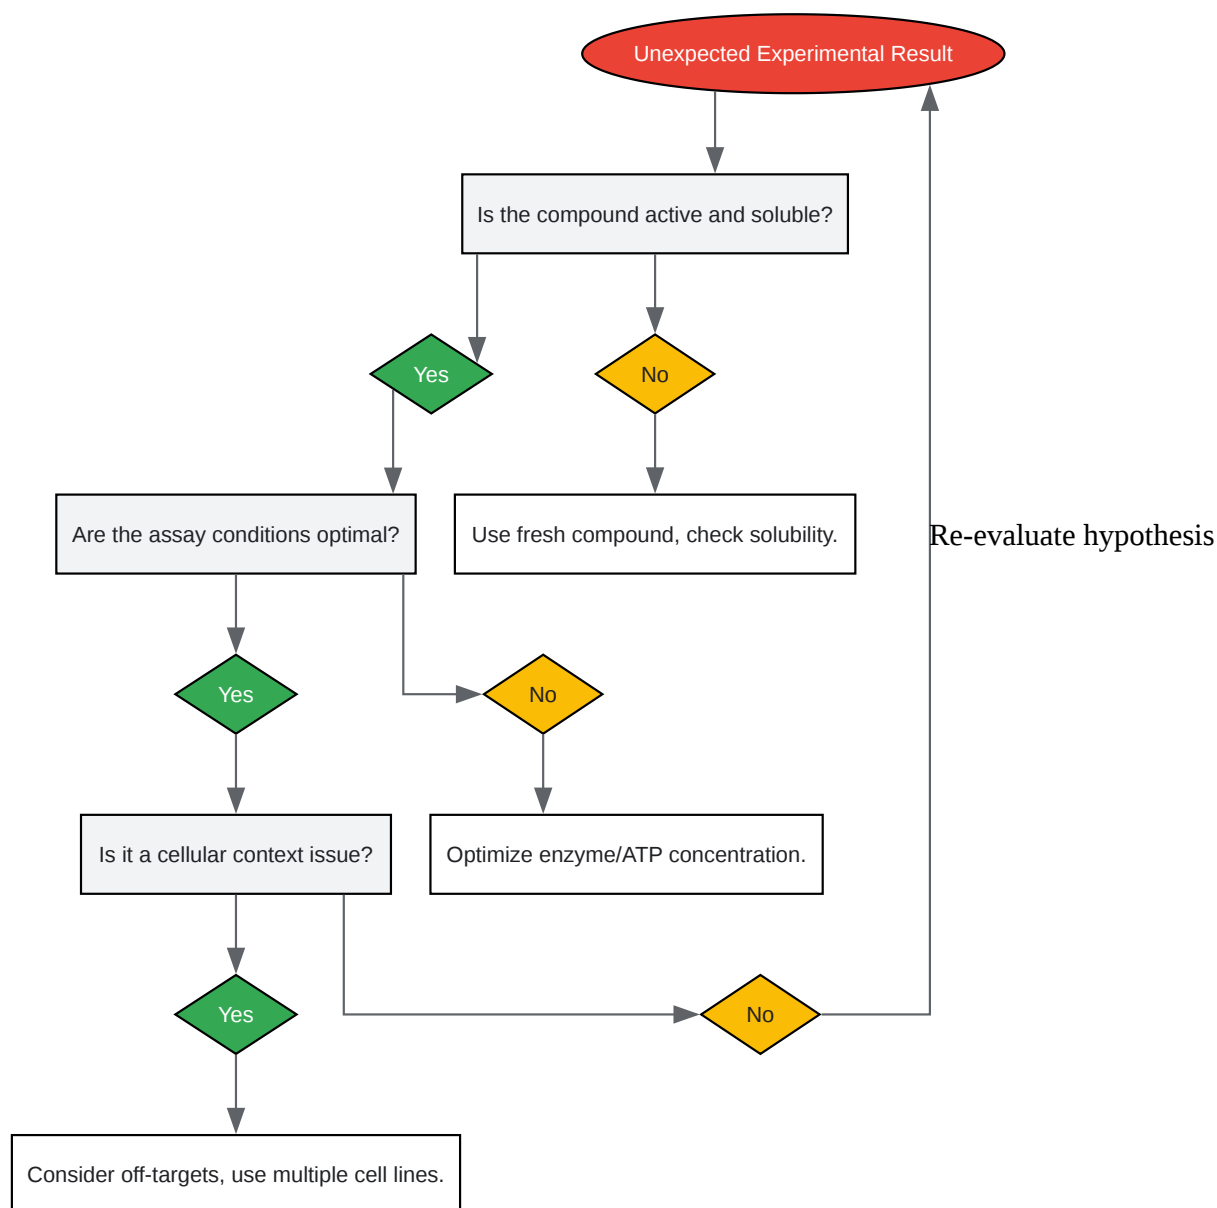 Unexpected Experimental Result
Is the compound active and soluble?
Yes
No
Are the assay conditions optimal?
Use fresh compound, check solubility.
Re-evaluate hypothesis
Yes
No
Is it a cellular context issue?
Optimize enzyme/ATP concentration.
Yes
No
Consider off-targets, use multiple cell lines.